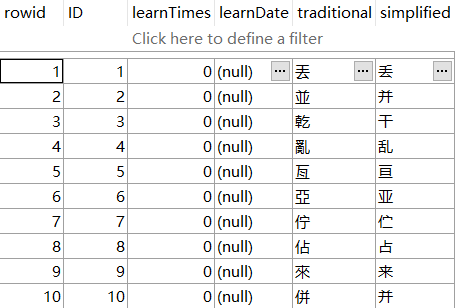 rowid ID learnTimes learnDate traditional simplified
Click here to define a filter
1 1 0 (null) ... 丟 ... 丢 ...
2 2 0 (null) 並 并
3 3 0 (null) 乾 干
4 4 0 (null) 亂 乱
5 5 0 (null) 亙 亘
6 6 0 (null) 亞 亚
7 7 0 (null) 佇 伫
8 8 0 (null) 佔 占
9 9 0 (null) 來 来
10 10 0 (null) 併 并